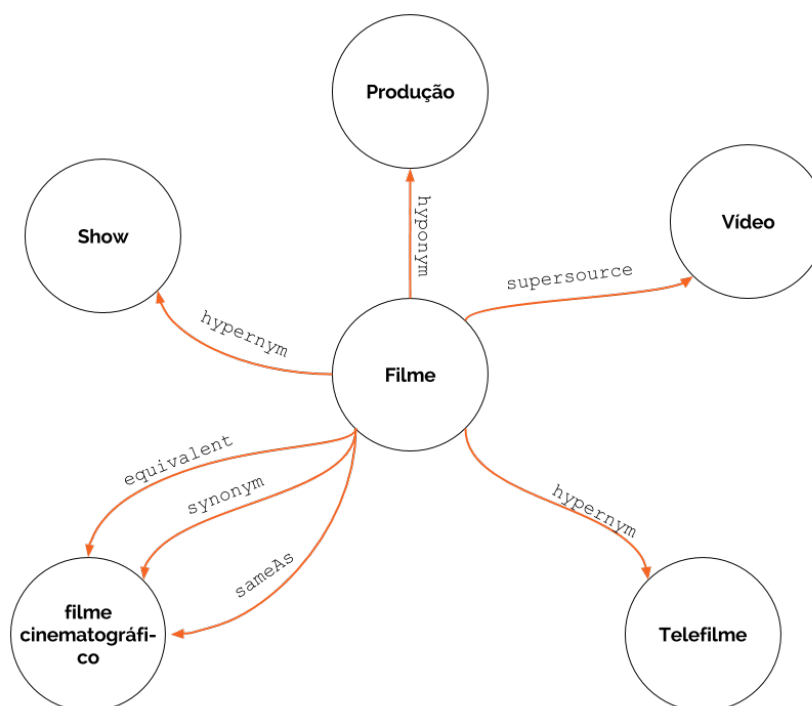 Produção
Show
Vídeo
hyponym
supersource
hypernym
Filme
equivalent
synonym
sameAs
hypernym
filme
cinematográfi-
co
Telefilme